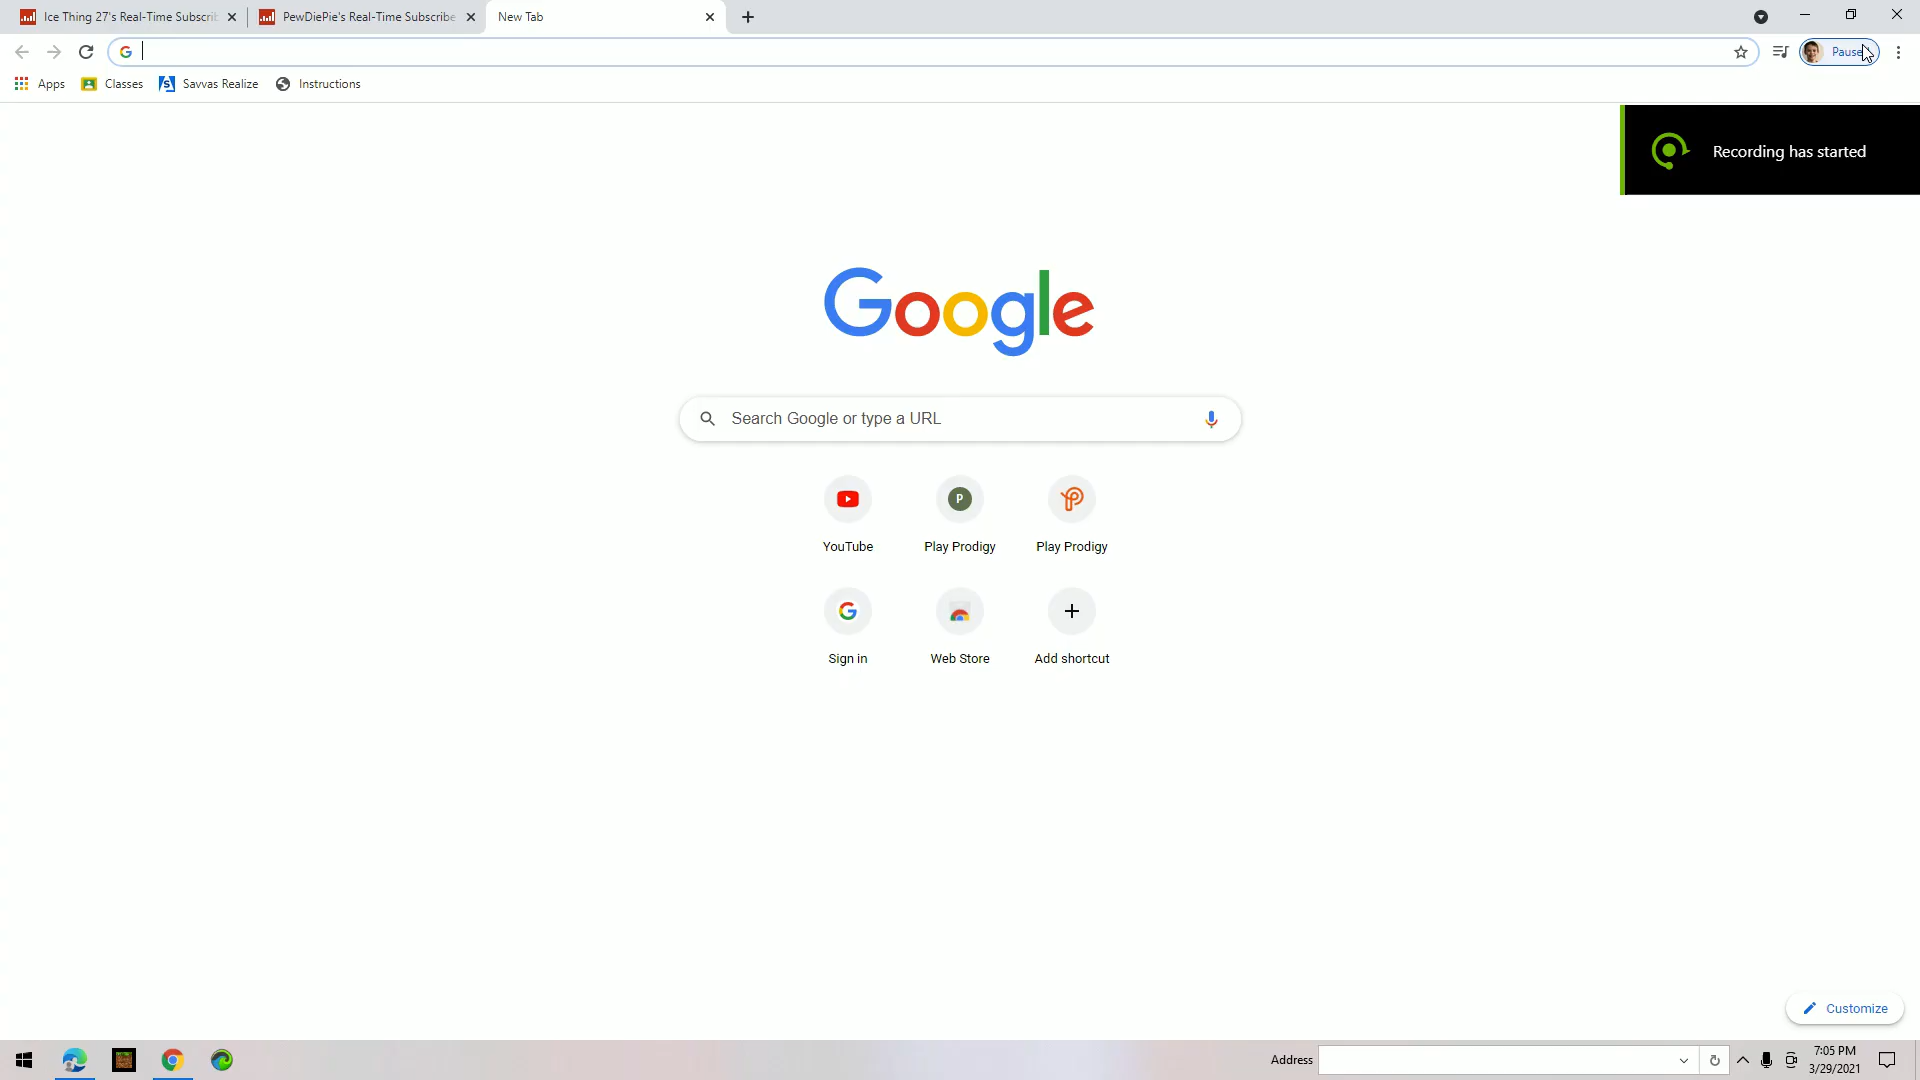 Ice Thing 27's Real-Time Subscrib
PewDiePie's Real-Time Subscribe
New Tab
Apps
Classes
Savvas Realize
Instructions
Recording has started
Google
Search Google or type a URL
YouTube
P
Play Prodigy
Play Prodigy
Sign in
Web Store
Add shortcut
Customize
Address
7:05 PM
3/29/2021